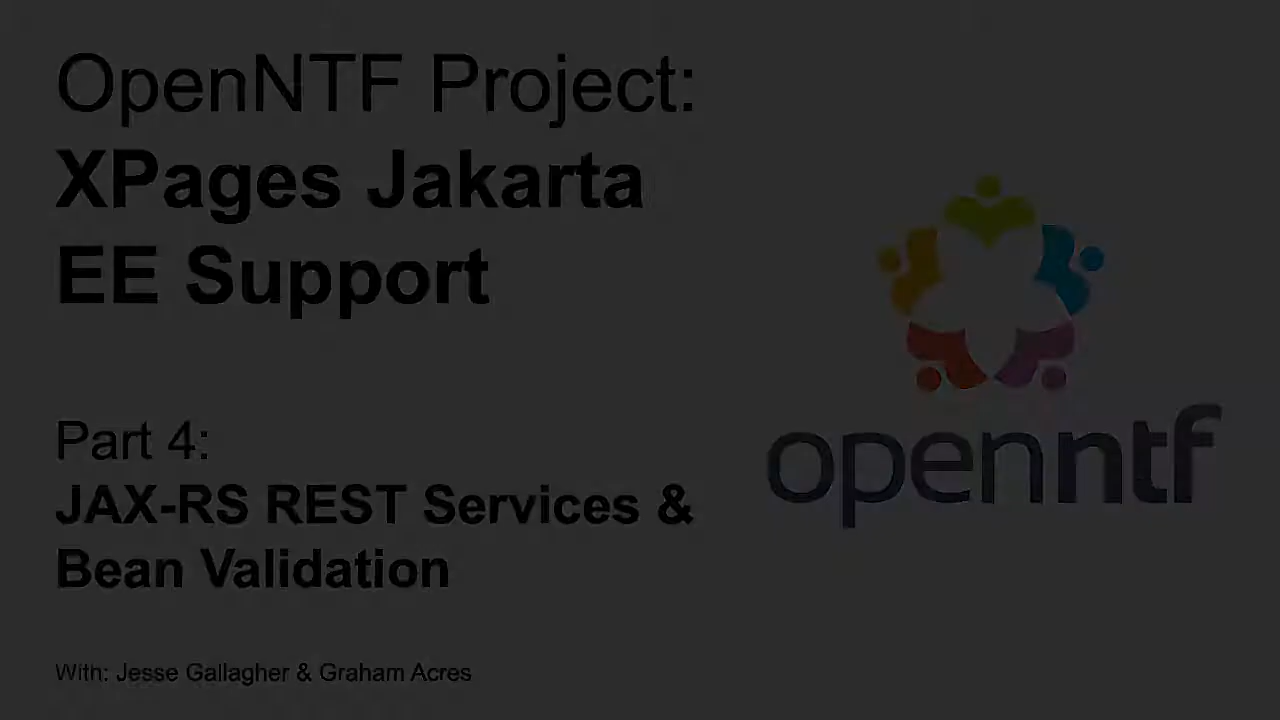 OpenNTF Project:
XPages Jakarta
EE Support
openntf
Part 4:
JAX-RS REST Services &
Bean Validation
With: Jesse Gallagher & Graham Acres